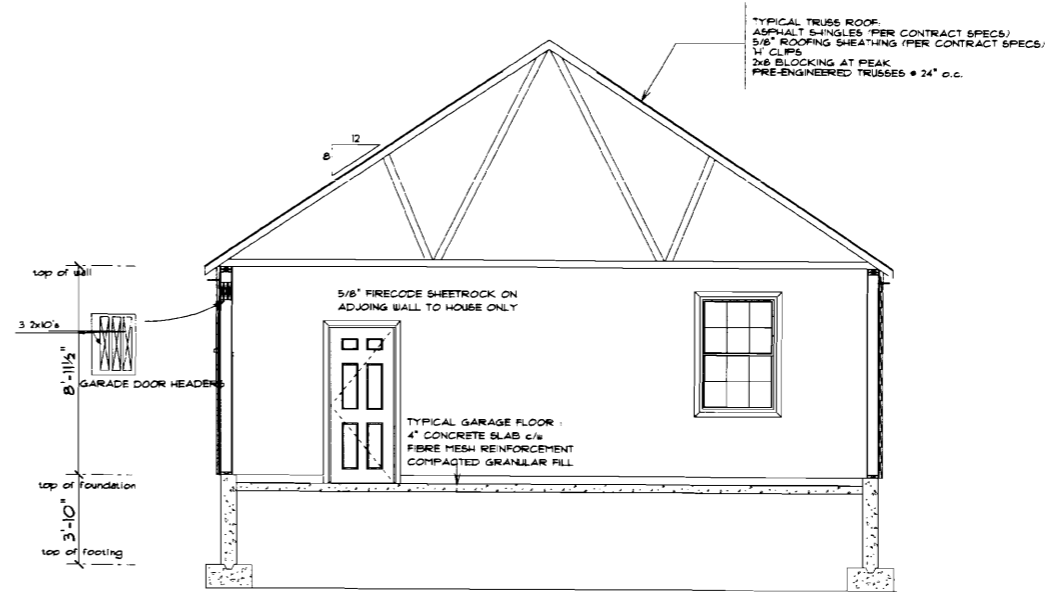 TYPICAL TRUSS ROOF:
ASPHALT SHINGLES (PER CONTRACT SPECS)
5/8" ROOFING SHEATHING (PER CONTRACT SPECS)
'H' CLIPS
2x6 BLOCKING AT PEAK
PRE-ENGINEERED TRUSSES @ 24" o.c.
12
8
top of wall
5/8" FIRECODE SHEETROCK ON
ADJOING WALL TO HOUSE ONLY
3 2x10's
8'-11½"
GARADE DOOR HEADERS
TYPICAL GARAGE FLOOR :
4" CONCRETE SLAB c/w
FIBRE MESH REINFORCEMENT
COMPACTED GRANULAR FILL
top of foundation
3'-10"
top of footing